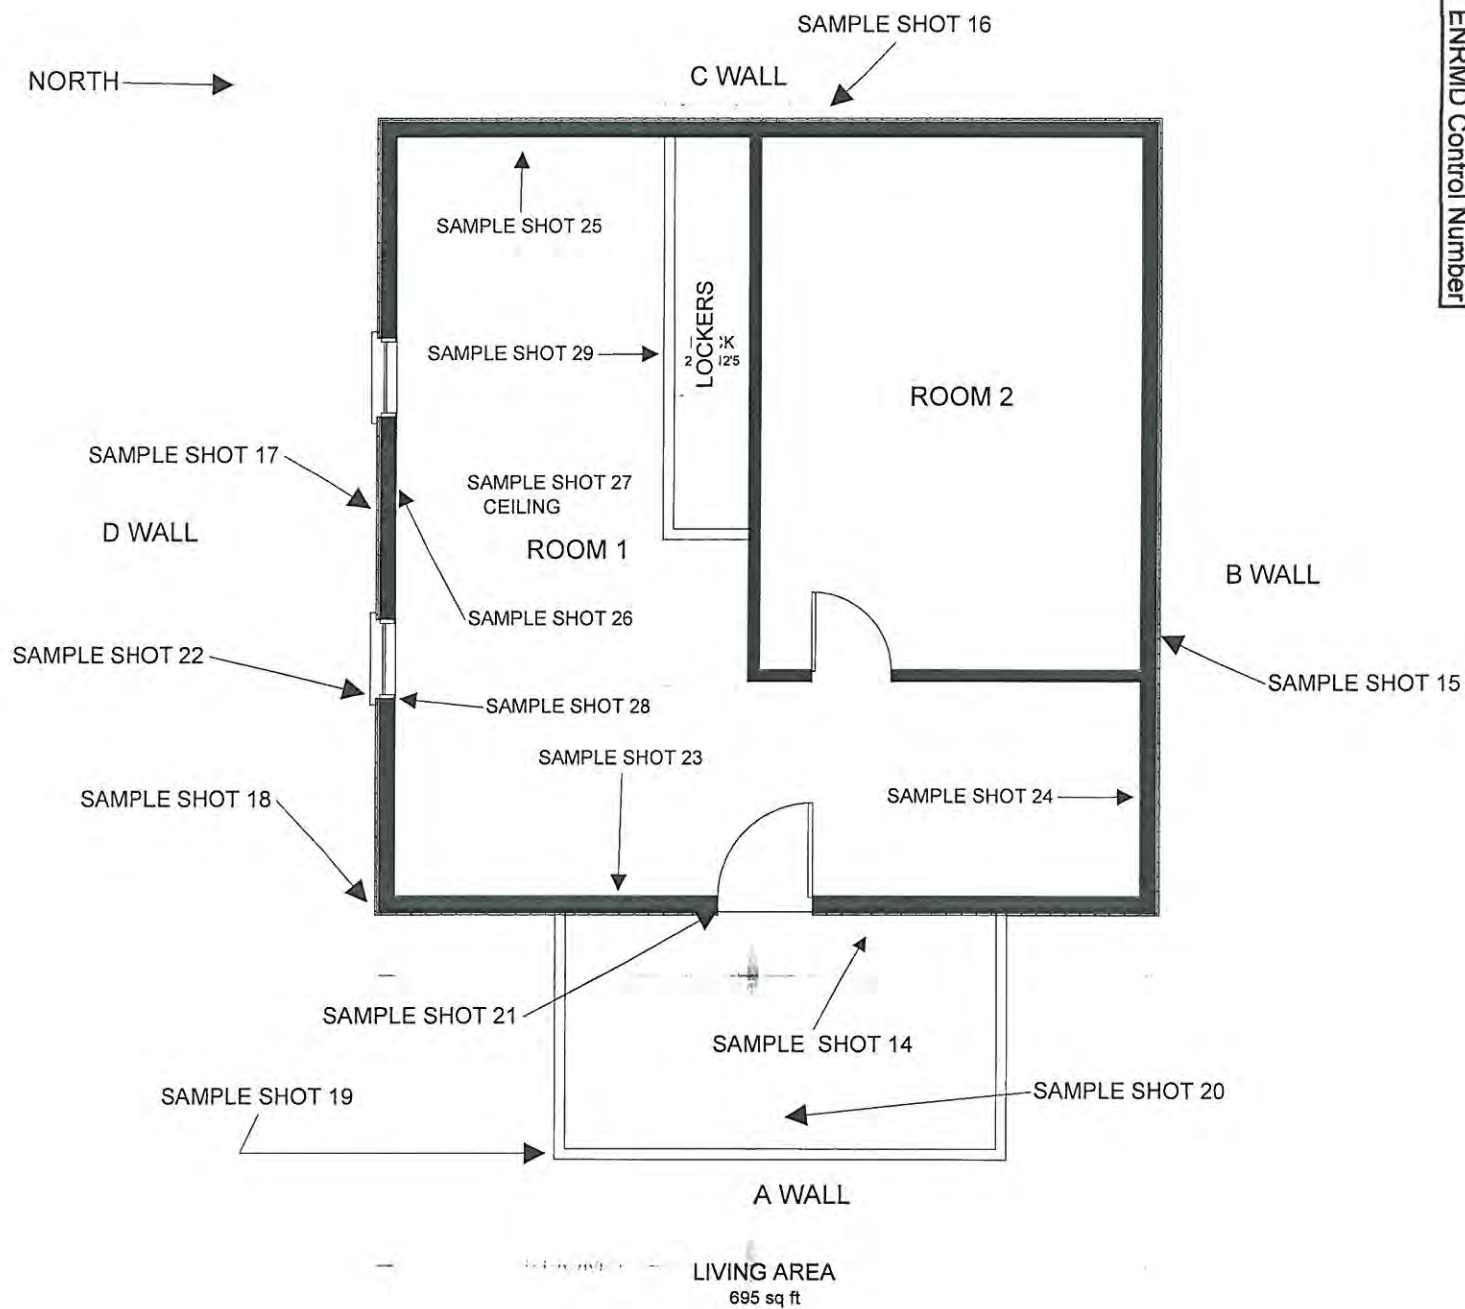 SAMPLE SHOT 16
ENRMD Control Number
NORTH
C WALL
SAMPLE SHOT 25
LOCKERS
SAMPLE SHOT 29
ROOM 2
SAMPLE SHOT 17
SAMPLE SHOT 27
CEILING
D WALL
ROOM 1
B WALL
SAMPLE SHOT 26
SAMPLE SHOT 22
SAMPLE SHOT 15
SAMPLE SHOT 28
SAMPLE SHOT 23
SAMPLE SHOT 18
SAMPLE SHOT 24
SAMPLE SHOT 21
SAMPLE SHOT 14
SAMPLE SHOT 19
SAMPLE SHOT 20
A WALL
LIVING AREA
695 sq ft